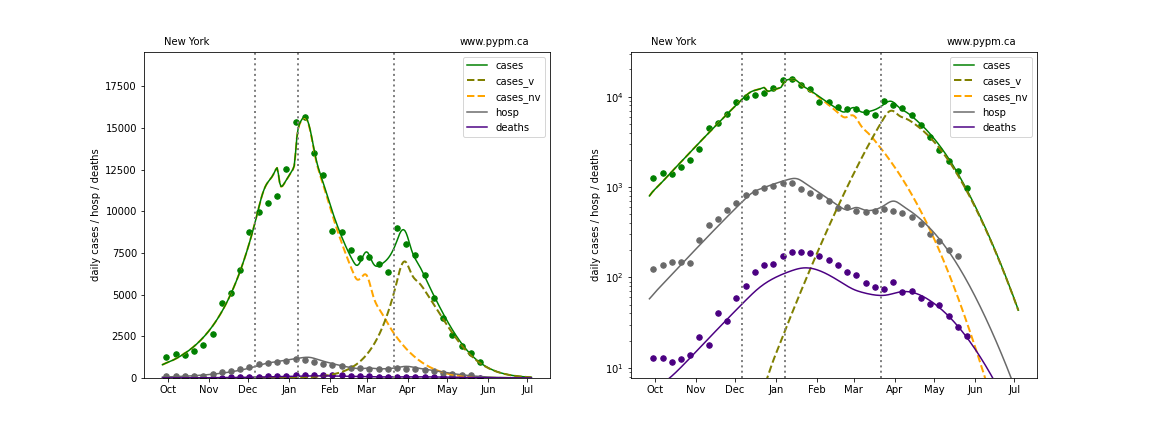 New York www.pypm.ca
daily cases / hosp / deaths
17500
15000
12500
10000
7500
5000
2500
0
Oct Nov Dec Jan Feb Mar Apr May Jun Jul
cases
cases_v
cases_nv
hosp
deaths
New York www.pypm.ca
daily cases / hosp / deaths
10^4
10^3
10^2
10^1
Oct Nov Dec Jan Feb Mar Apr May Jun Jul
cases
cases_v
cases_nv
hosp
deaths